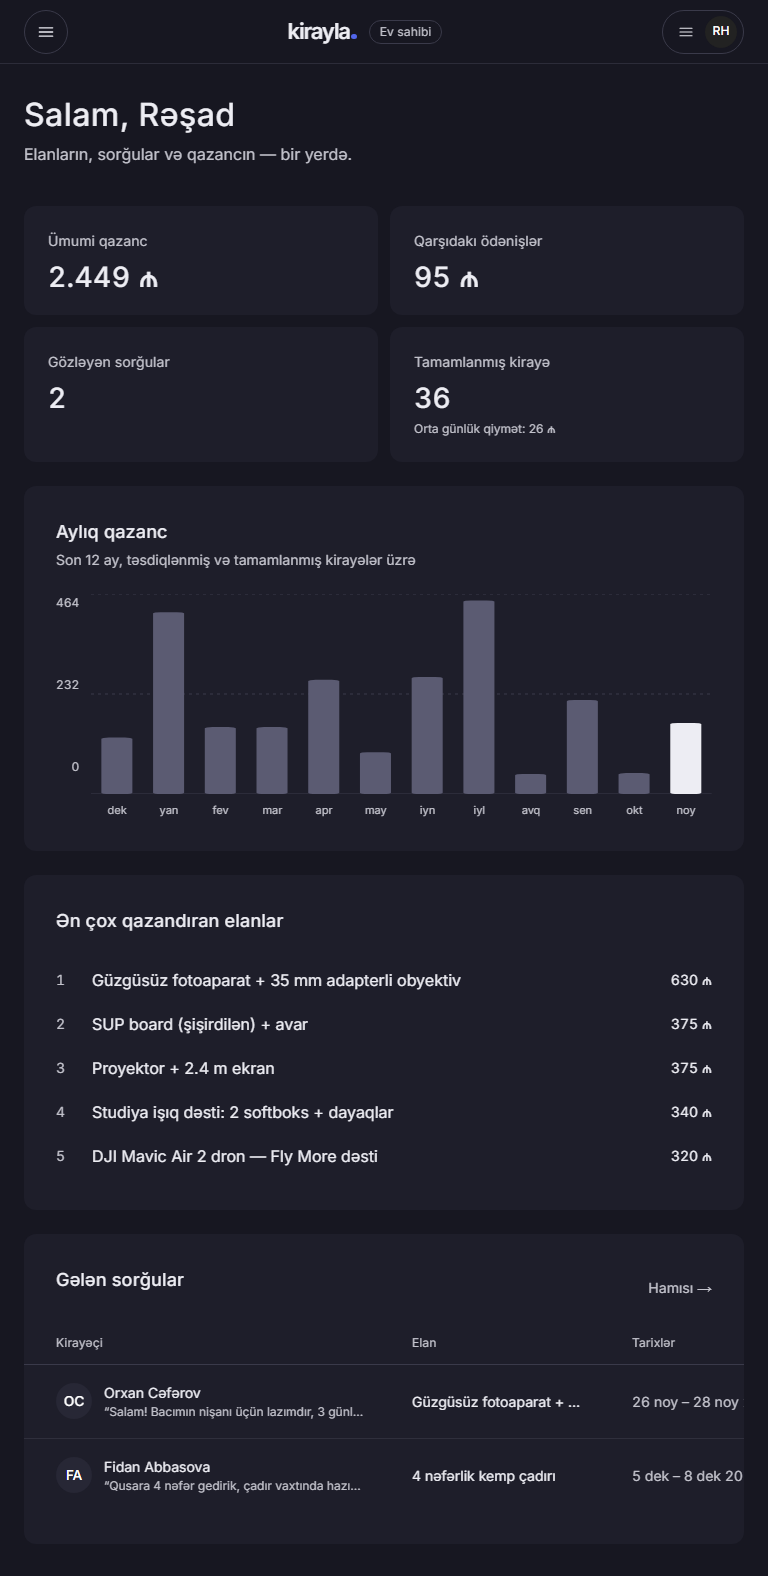 kirayla.
Ev sahibi
RH
Salam, Rəşad
Elanların, sorğular və qazancın — bir yerdə.
Ümumi qazanc
2.449 ₼
Qarşıdakı ödənişlər
95 ₼
Gözləyən sorğular
2
Tamamlanmış kirayə
36
Orta günlük qiymət: 26 ₼
Aylıq qazanc
Son 12 ay, təsdiqlənmiş və tamamlanmış kirayələr üzrə
464
232
0
dek yan fev mar apr may iyn iyl avq sen okt noy
Ən çox qazandıran elanlar
1 Güzgüsüz fotoaparat + 35 mm adapterli obyektiv 630 ₼
2 SUP board (şişirdilən) + avar 375 ₼
3 Proyektor + 2.4 m ekran 375 ₼
4 Studiya işıq dəsti: 2 softboks + dayaqlar 340 ₼
5 DJI Mavic Air 2 dron — Fly More dəsti 320 ₼
Gələn sorğular
Hamısı →
Kirayəçi Elan Tarixlər
OC Orxan Cəfərov
“Salam! Bacımın nişanı üçün lazımdır, 3 günl...
Güzgüsüz fotoaparat + ...
26 noy – 28 noy
FA Fidan Abbasova
“Qusara 4 nəfər gedirik, çadır vaxtında hazı...
4 nəfərlik kemp çadırı
5 dek – 8 dek 20